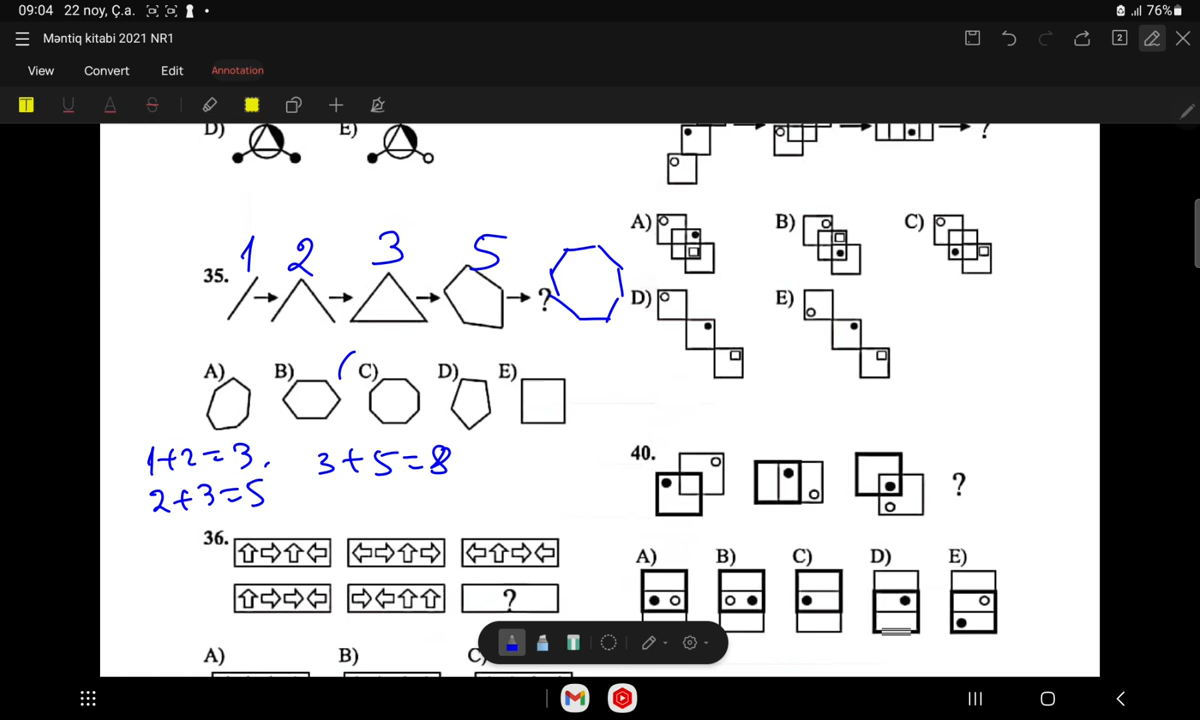 09:04 22 noy, Ç.a. 76%
Məntiq kitabi 2021 NR1 2
View Convert Edit Annotation
T U A S
D) E)
?
A) B) C)
1 2 3 5
35. ?
D) E)
A) B) C) D) E)
1+2=3. 3+5=8
2+3=5
40. ?
36.
A) B) C) D) E)
?
A) B) C)